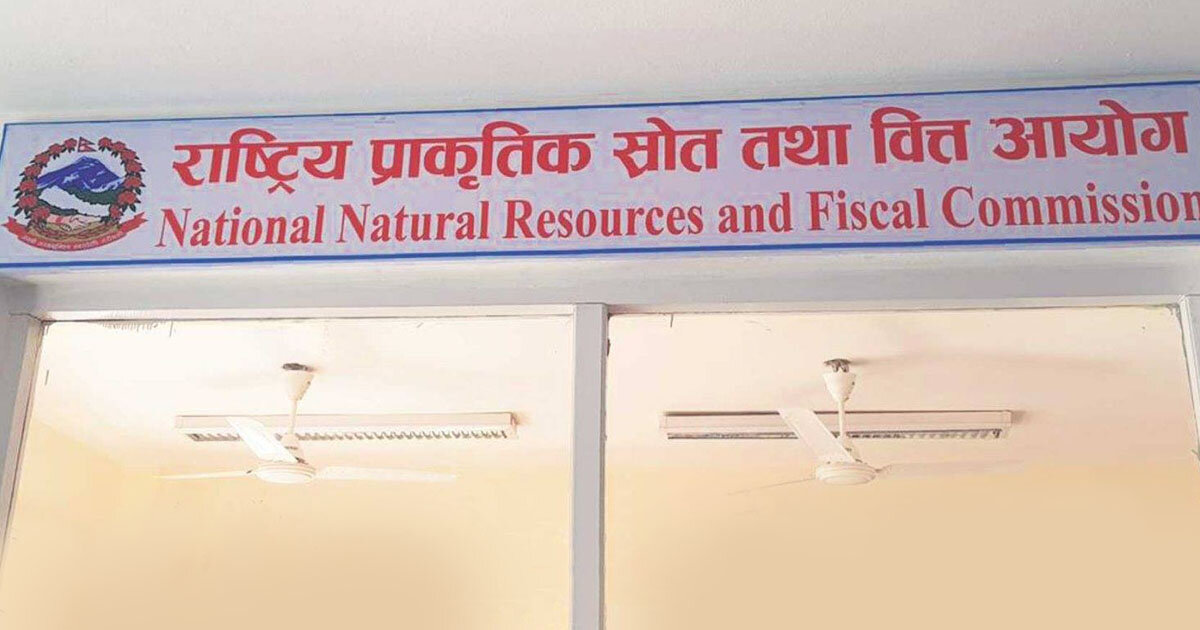 राष्ट्रिय प्राकृतिक स्रोत तथा वित्त आयोग
National Natural Resources and Fiscal Commission